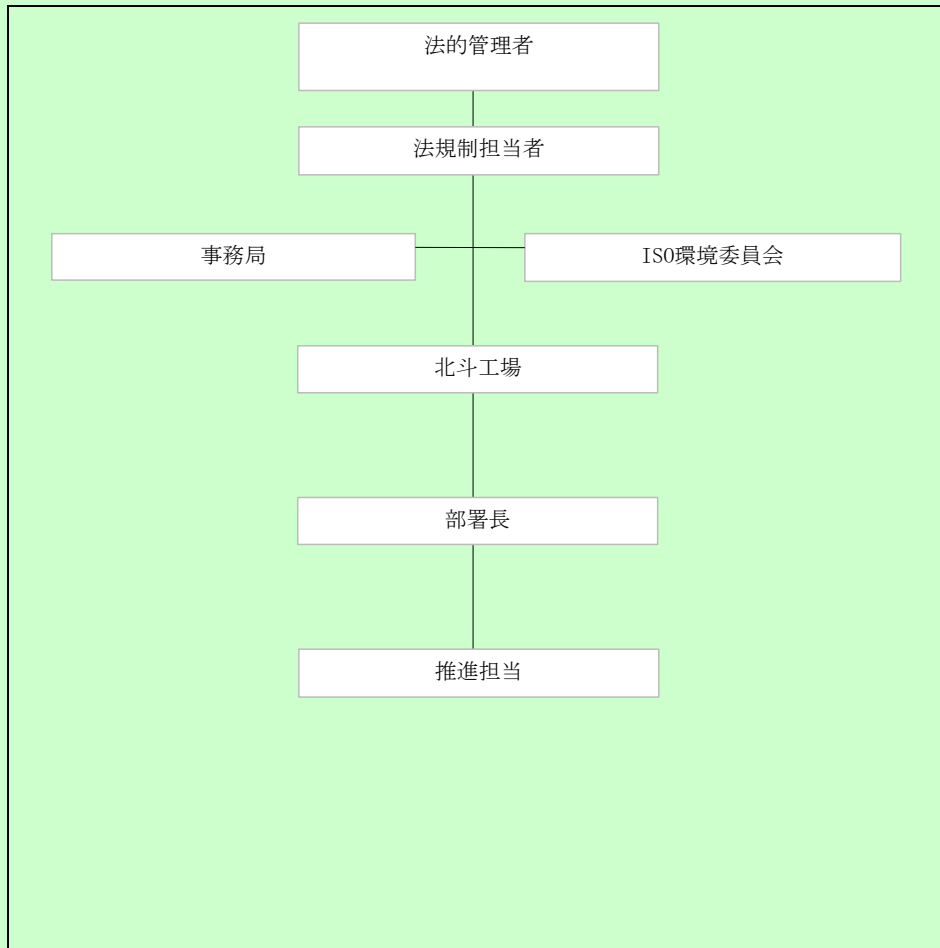 法的管理者
法規制担当者
事務局
ISO環境委員会
北斗工場
部署長
推進担当